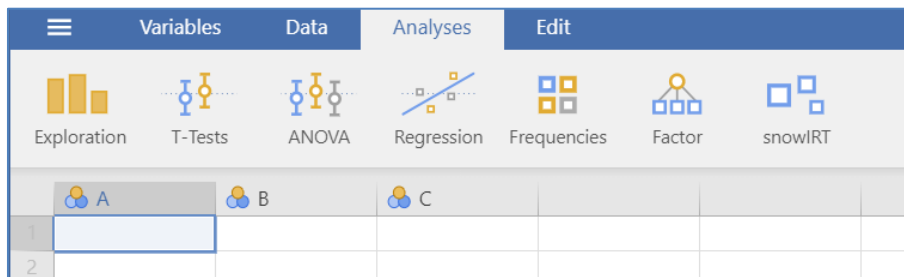 Variables Data Analyses Edit
Exploration T-Tests ANOVA Regression Frequencies Factor snowIRT
A B C
1
2